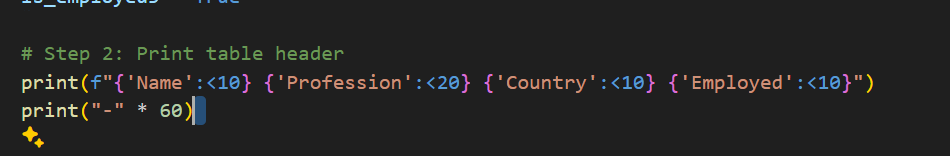 # Step 2: Print table header
print(f"{'Name':<10} {'Profession':<20} {'Country':<10} {'Employed':<10}")
print("-" * 60)